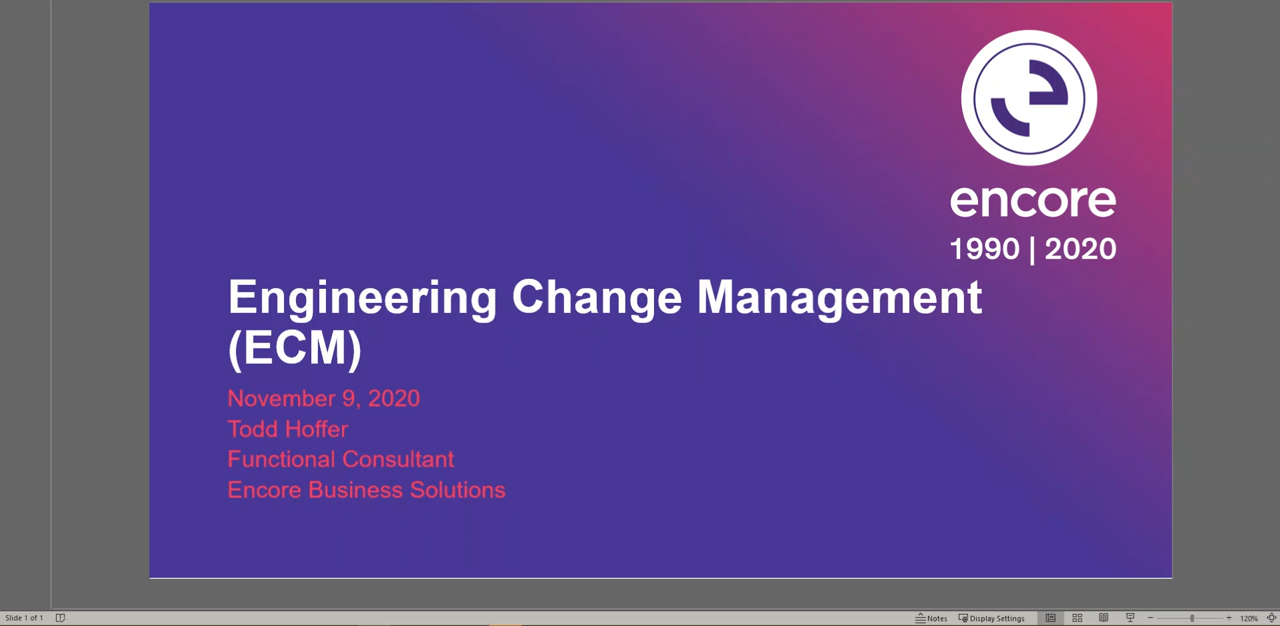 encore
1990 | 2020
Engineering Change Management
(ECM)
November 9, 2020
Todd Hoffer
Functional Consultant
Encore Business Solutions
Slide 1 of 1
Notes
Display Settings
120%